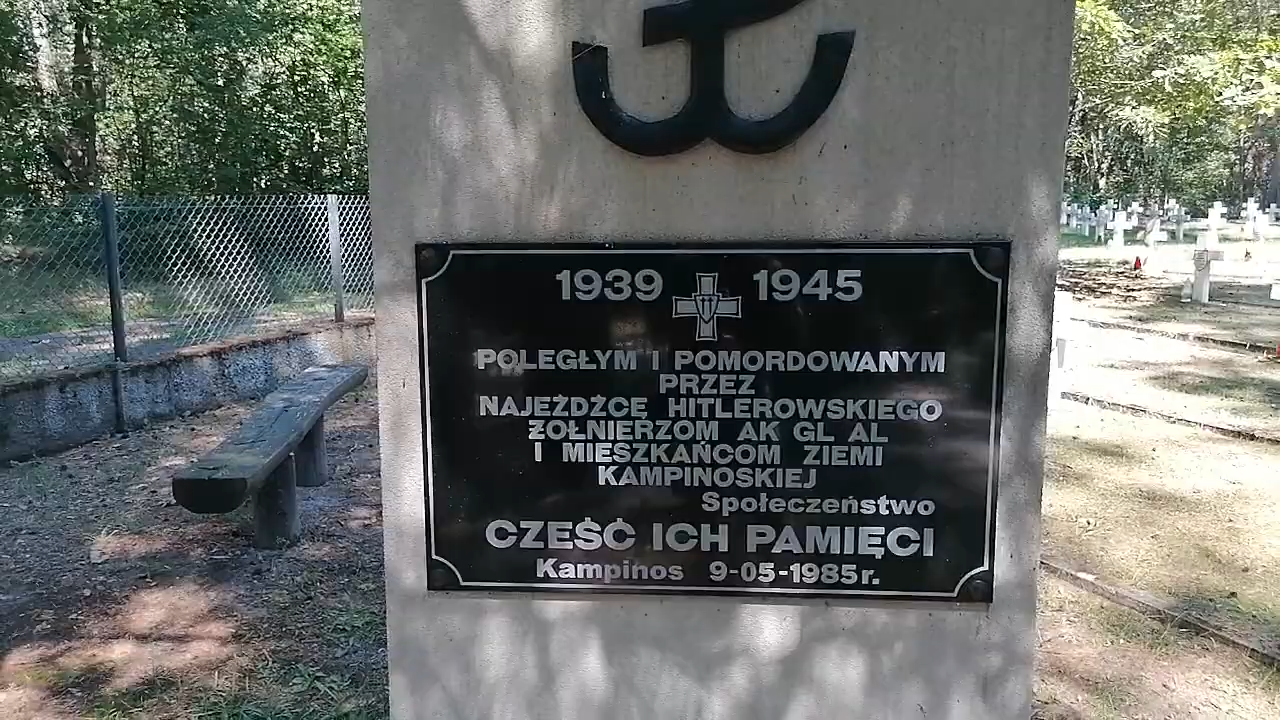 1939 1945
POLEGŁYM I POMORDOWANYM
PRZEZ
NAJEŹDŹCĘ HITLEROWSKIEGO
ŻOŁNIERZOM AK GL AL
I MIESZKAŃCOM ZIEMI
KAMPINOSKIEJ
Społeczeństwo
CZEŚĆ ICH PAMIĘCI
Kampinos 9-05-1985r.